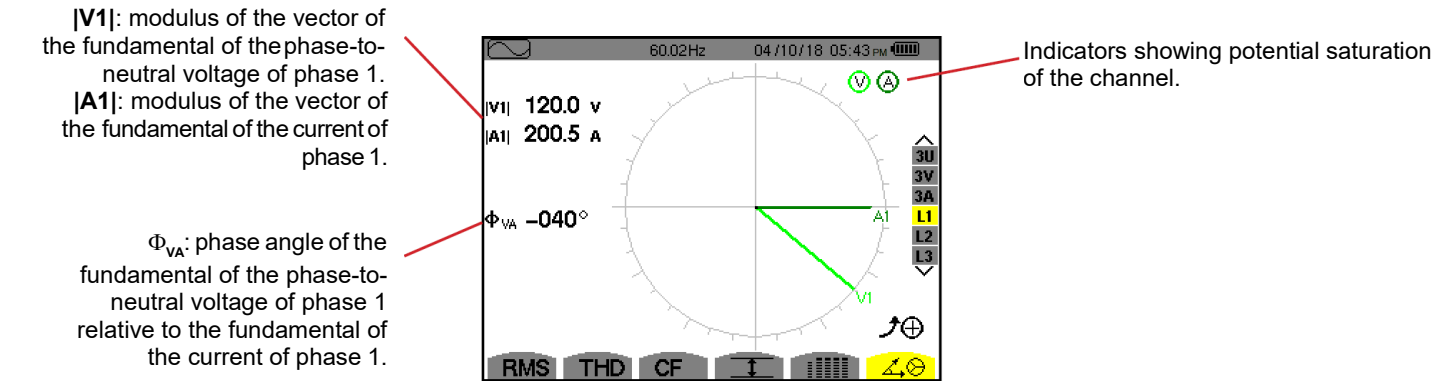 |V1|: modulus of the vector of
the fundamental of the phase-to-
neutral voltage of phase 1.
|A1|: modulus of the vector of
the fundamental of the current of
phase 1.
ΦVA: phase angle of the
fundamental of the phase-to-
neutral voltage of phase 1
relative to the fundamental of
the current of phase 1.
60.02Hz 04/10/18 05:43 PM
V A
|V1| 120.0 V
|A1| 200.5 A
ΦVA -040°
A1
V1
3U
3V
3A
L1
L2
L3
RMS THD CF
Indicators showing potential saturation
of the channel.